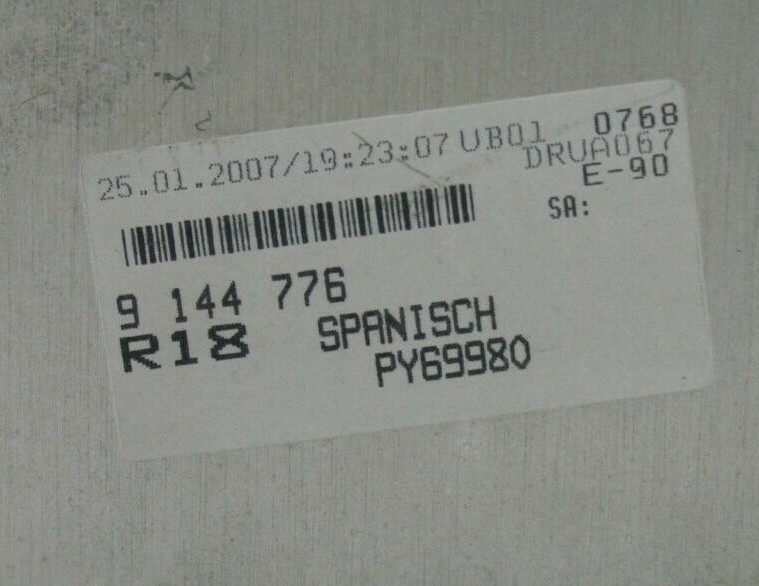 25.01.2007/19:23:07 UB01 0768
DRUA067
E-90
SA:
9 144 776
R18 SPANISCH
PY69980